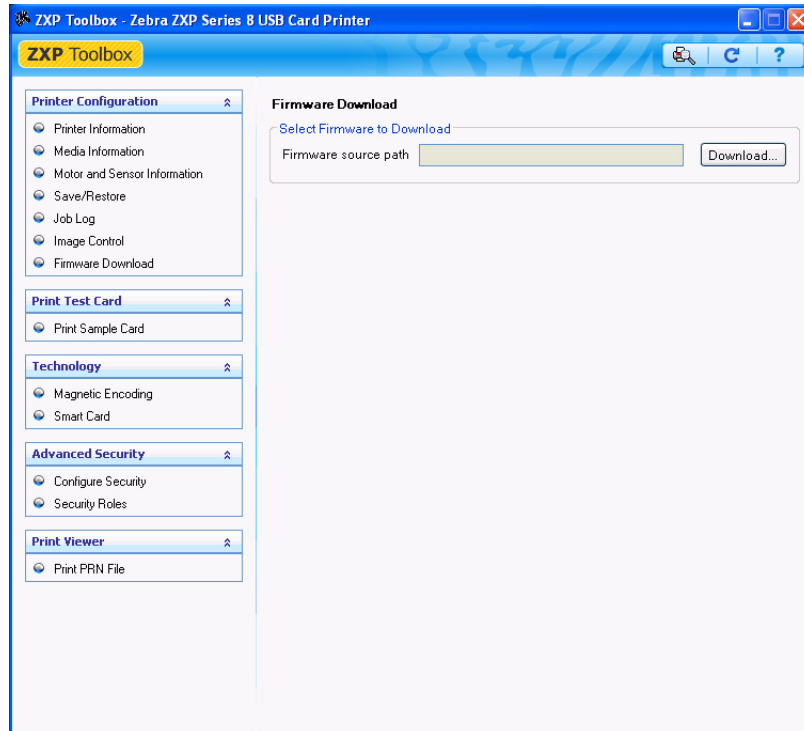 ZXP Toolbox - Zebra ZXP Series 8 USB Card Printer
ZXP Toolbox
?
Printer Configuration
Printer Information
Media Information
Motor and Sensor Information
Save/Restore
Job Log
Image Control
Firmware Download
Print Test Card
Print Sample Card
Technology
Magnetic Encoding
Smart Card
Advanced Security
Configure Security
Security Roles
Print Viewer
Print PRN File
Firmware Download
Select Firmware to Download
Firmware source path
Download...